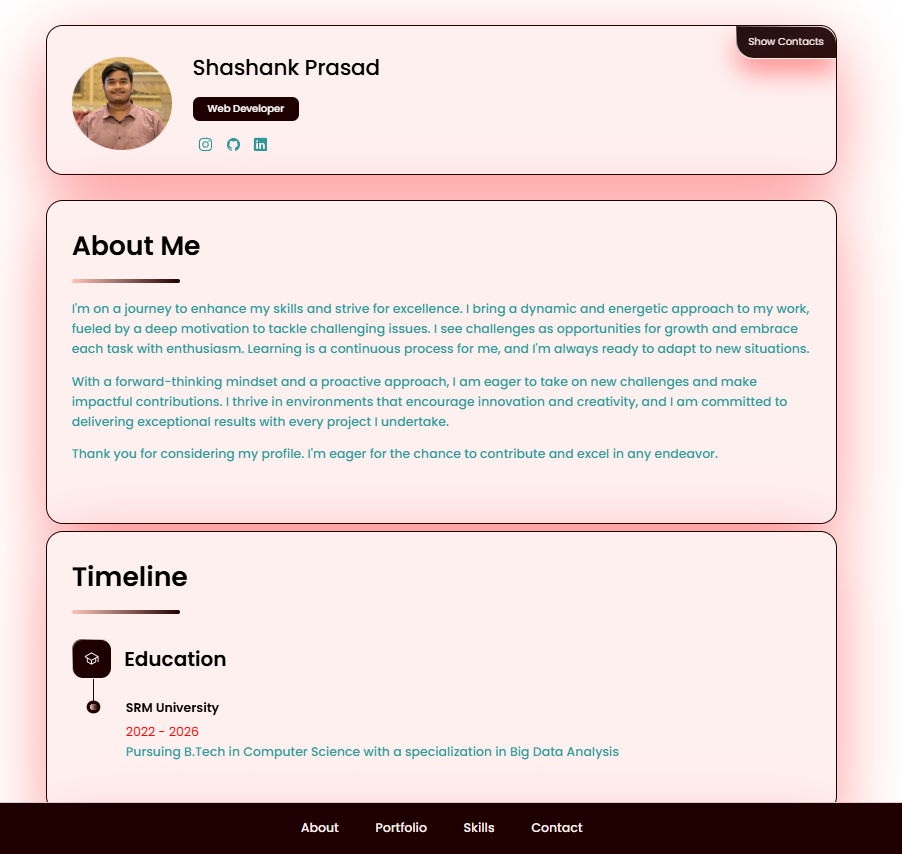 Show Contacts
Shashank Prasad
Web Developer
About Me
I'm on a journey to enhance my skills and strive for excellence. I bring a dynamic and energetic approach to my work,
fueled by a deep motivation to tackle challenging issues. I see challenges as opportunities for growth and embrace
each task with enthusiasm. Learning is a continuous process for me, and I'm always ready to adapt to new situations.
With a forward-thinking mindset and a proactive approach, I am eager to take on new challenges and make
impactful contributions. I thrive in environments that encourage innovation and creativity, and I am committed to
delivering exceptional results with every project I undertake.
Thank you for considering my profile. I'm eager for the chance to contribute and excel in any endeavor.
Timeline
Education
SRM University
2022 - 2026
Pursuing B.Tech in Computer Science with a specialization in Big Data Analysis
About Portfolio Skills Contact